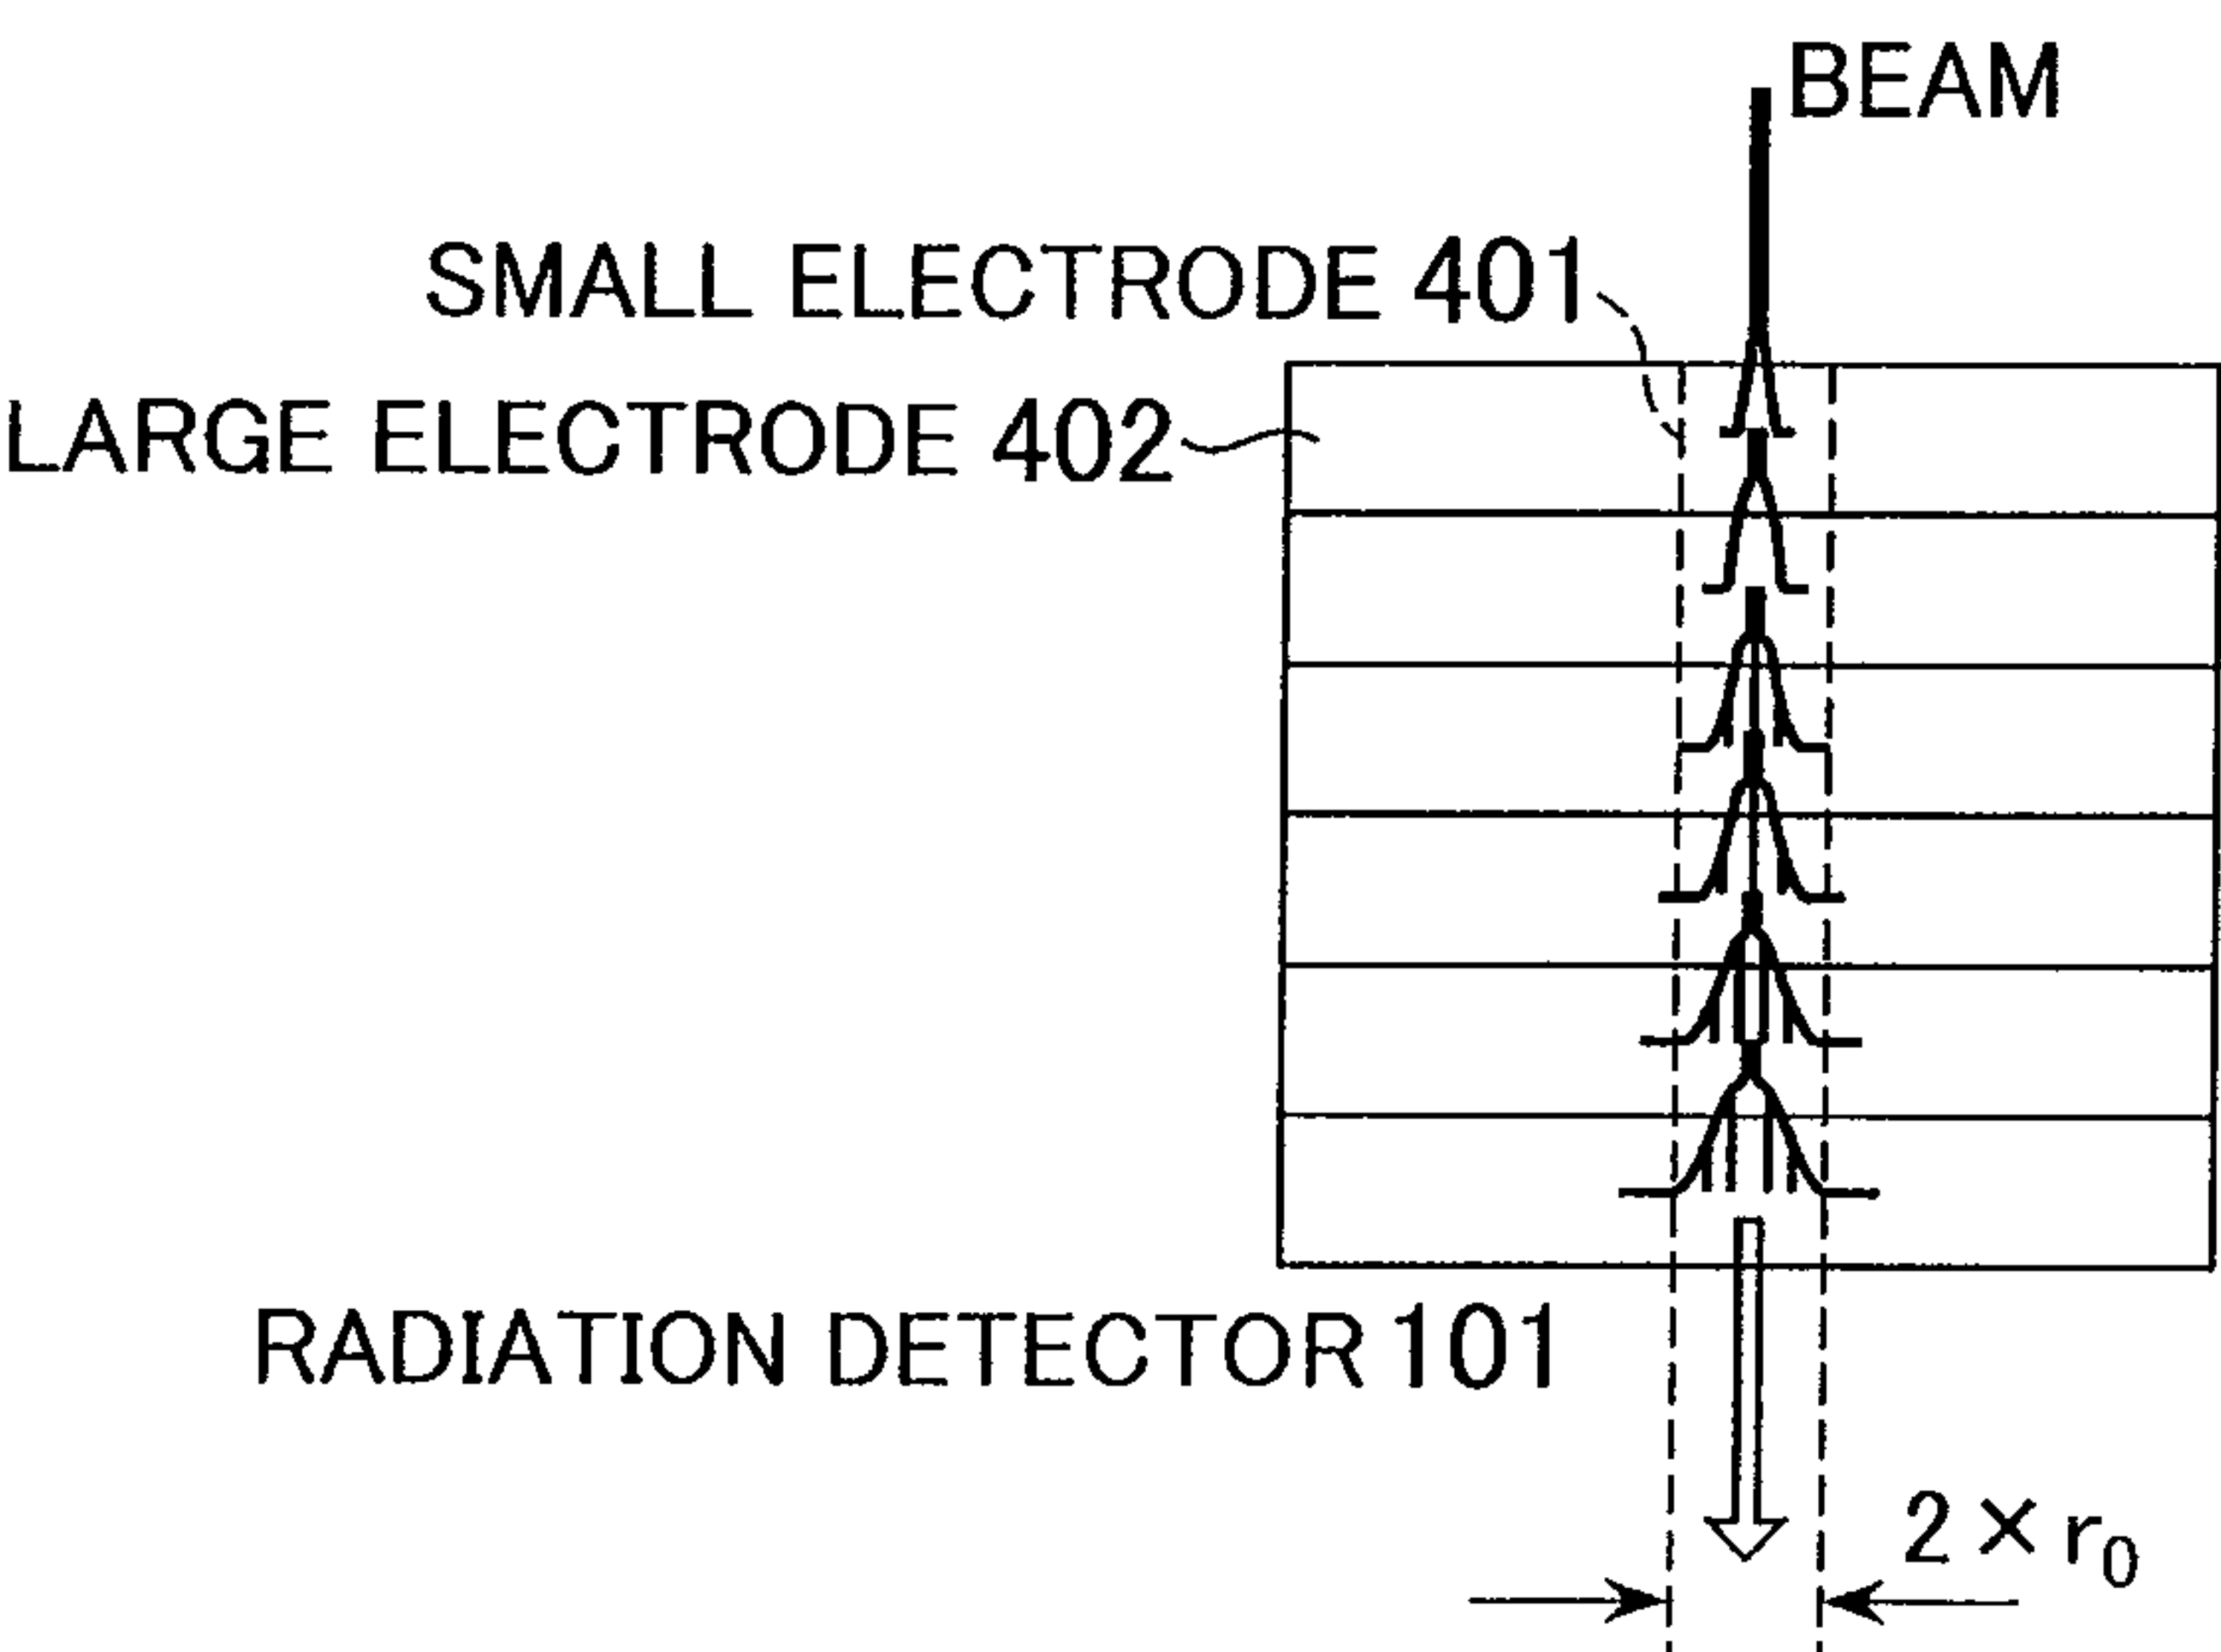 BEAM
SMALL ELECTRODE 401
LARGE ELECTRODE 402
RADIATION DETECTOR 101
2 × r₀